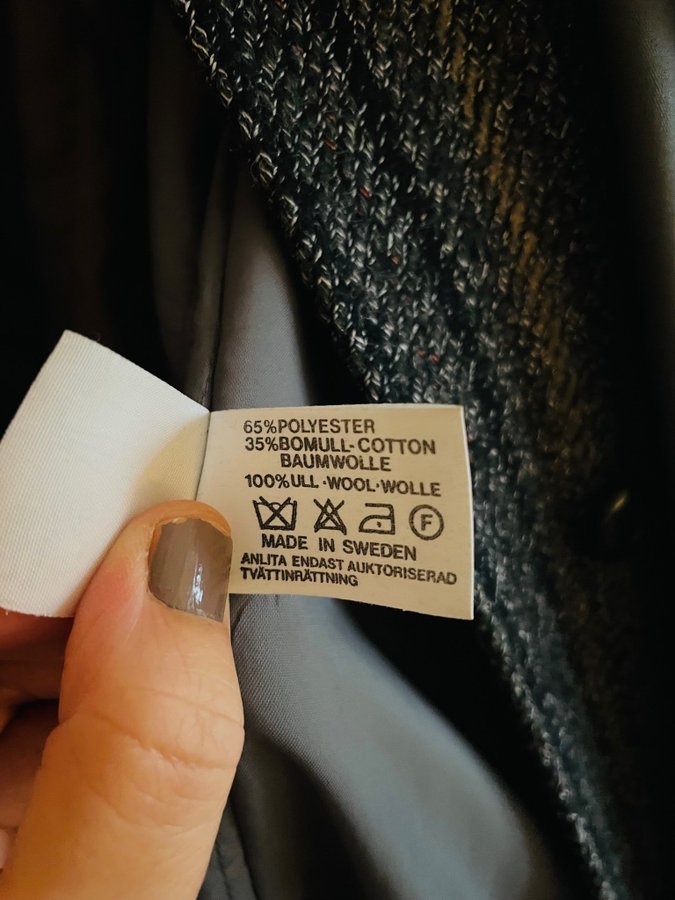 65%POLYESTER
35%BOMULL-COTTON
BAUMWOLLE
100%ULL·WOOL·WOLLE
F
MADE IN SWEDEN
ANLITA ENDAST AUKTORISERAD
TVÄTTINRÄTTNING